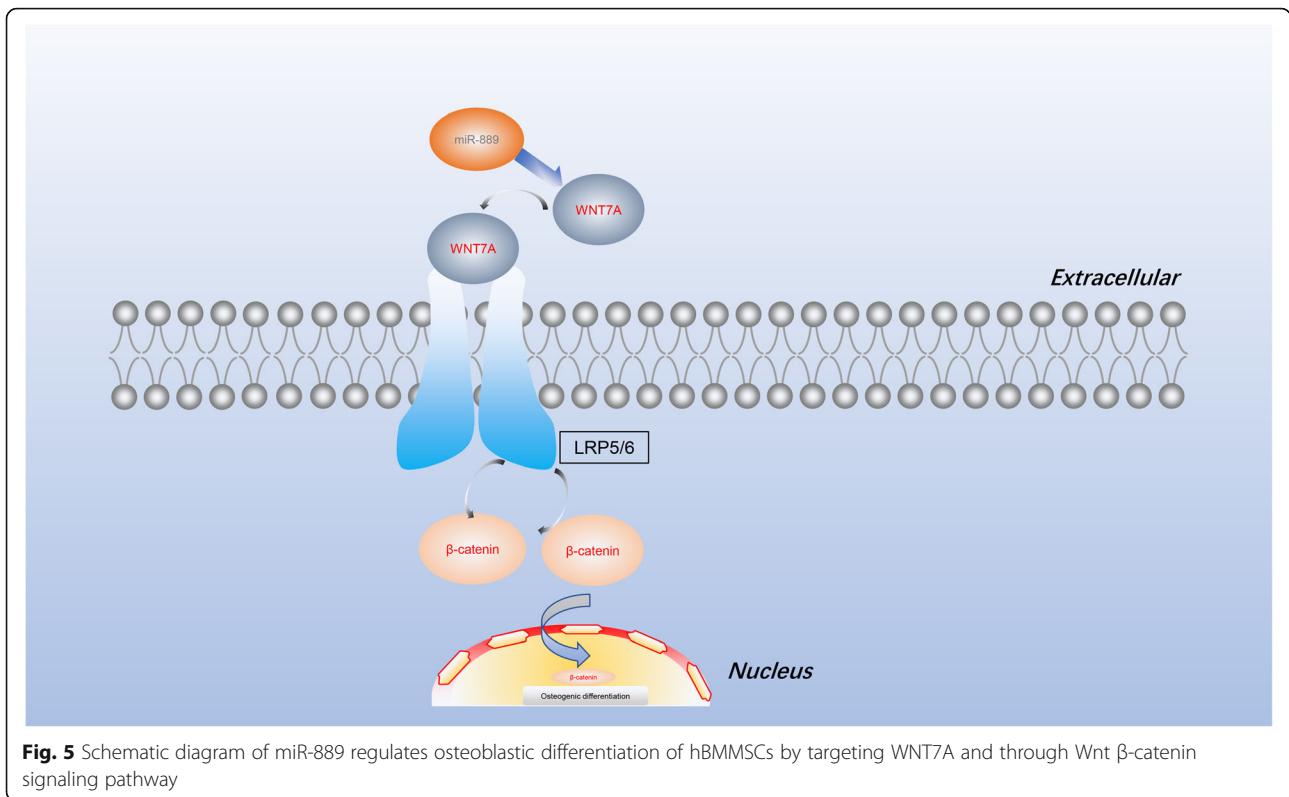 miR-889
WNT7A
WNT7A
Extracellular
LRP5/6
β-catenin
β-catenin
Nucleus
β-catenin
Osteogenic differentiation
Fig. 5 Schematic diagram of miR-889 regulates osteoblastic differentiation of hBMMSCs by targeting WNT7A and through Wnt β-catenin
signaling pathway